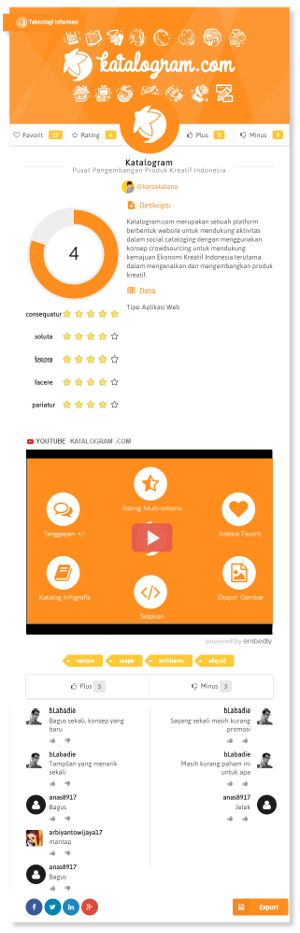 Teknologi Informasi
katalogram.com
Favorit 12
Rating 4
Plus 5
Minus 3
Katalogram
Pusat Pengembangan Produk Kreatif Indonesia
@karsakalana
Deskripsi
Katalogram.com merupakan sebuah platform
berbentuk website untuk mendukung aktivitas
dalam social cataloging dengan menggunakan
konsep crowdsourcing untuk mendukung
kemajuan Ekonomi Kreatif Indonesia terutama
dalam mengenalkan dan mengembangkan produk
kreatif.
Data
Tipe: Aplikasi Web
4
consequatur
soluta
facere
pariatur
YOUTUBE KATALOGRAM .COM
Rating Multi-kriteria
Tanggapan +/-
Koleksi Favorit
Katalog Infografis
Ekspor Gambar
Sisipkan
powered by embedly
veniam
saepe
architecto
aliquid
Plus 5
Minus 3
bLabadie
Bagus sekali, konsep yang
baru
bLabadie
Tampilan yang menarik
sekali
anas8917
Bagus
arbiyantowijaya17
mantap
anas8917
Bagus
bLabadie
Sayang sekali masih kurang
promosi
bLabadie
Masih kurang paham ini
untuk apa
anas8917
Jelek
Export